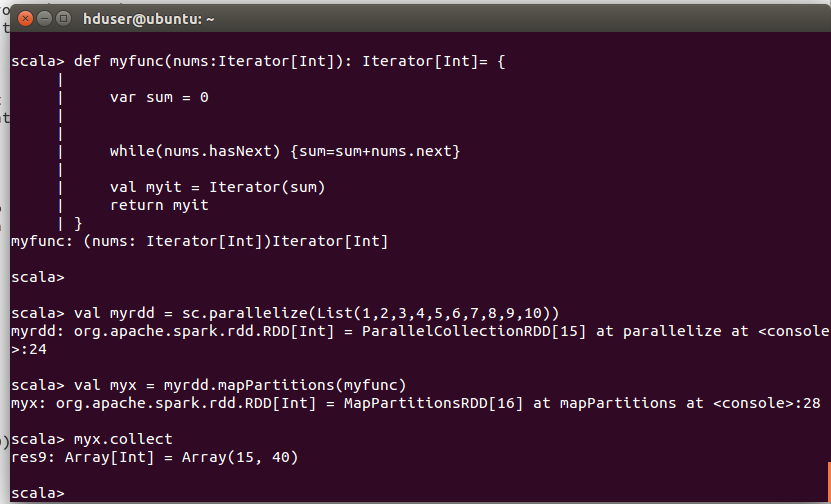 hduser@ubuntu: ~
scala> def myfunc(nums:Iterator[Int]): Iterator[Int]= {
     |
     |     var sum = 0
     |
     |
     |     while(nums.hasNext) {sum=sum+nums.next}
     |
     |     val myit = Iterator(sum)
     |     return myit
     | }
myfunc: (nums: Iterator[Int])Iterator[Int]
scala>
scala> val myrdd = sc.parallelize(List(1,2,3,4,5,6,7,8,9,10))
myrdd: org.apache.spark.rdd.RDD[Int] = ParallelCollectionRDD[15] at parallelize at <console
>:24
scala> val myx = myrdd.mapPartitions(myfunc)
myx: org.apache.spark.rdd.RDD[Int] = MapPartitionsRDD[16] at mapPartitions at <console>:28
scala> myx.collect
res9: Array[Int] = Array(15, 40)
scala>